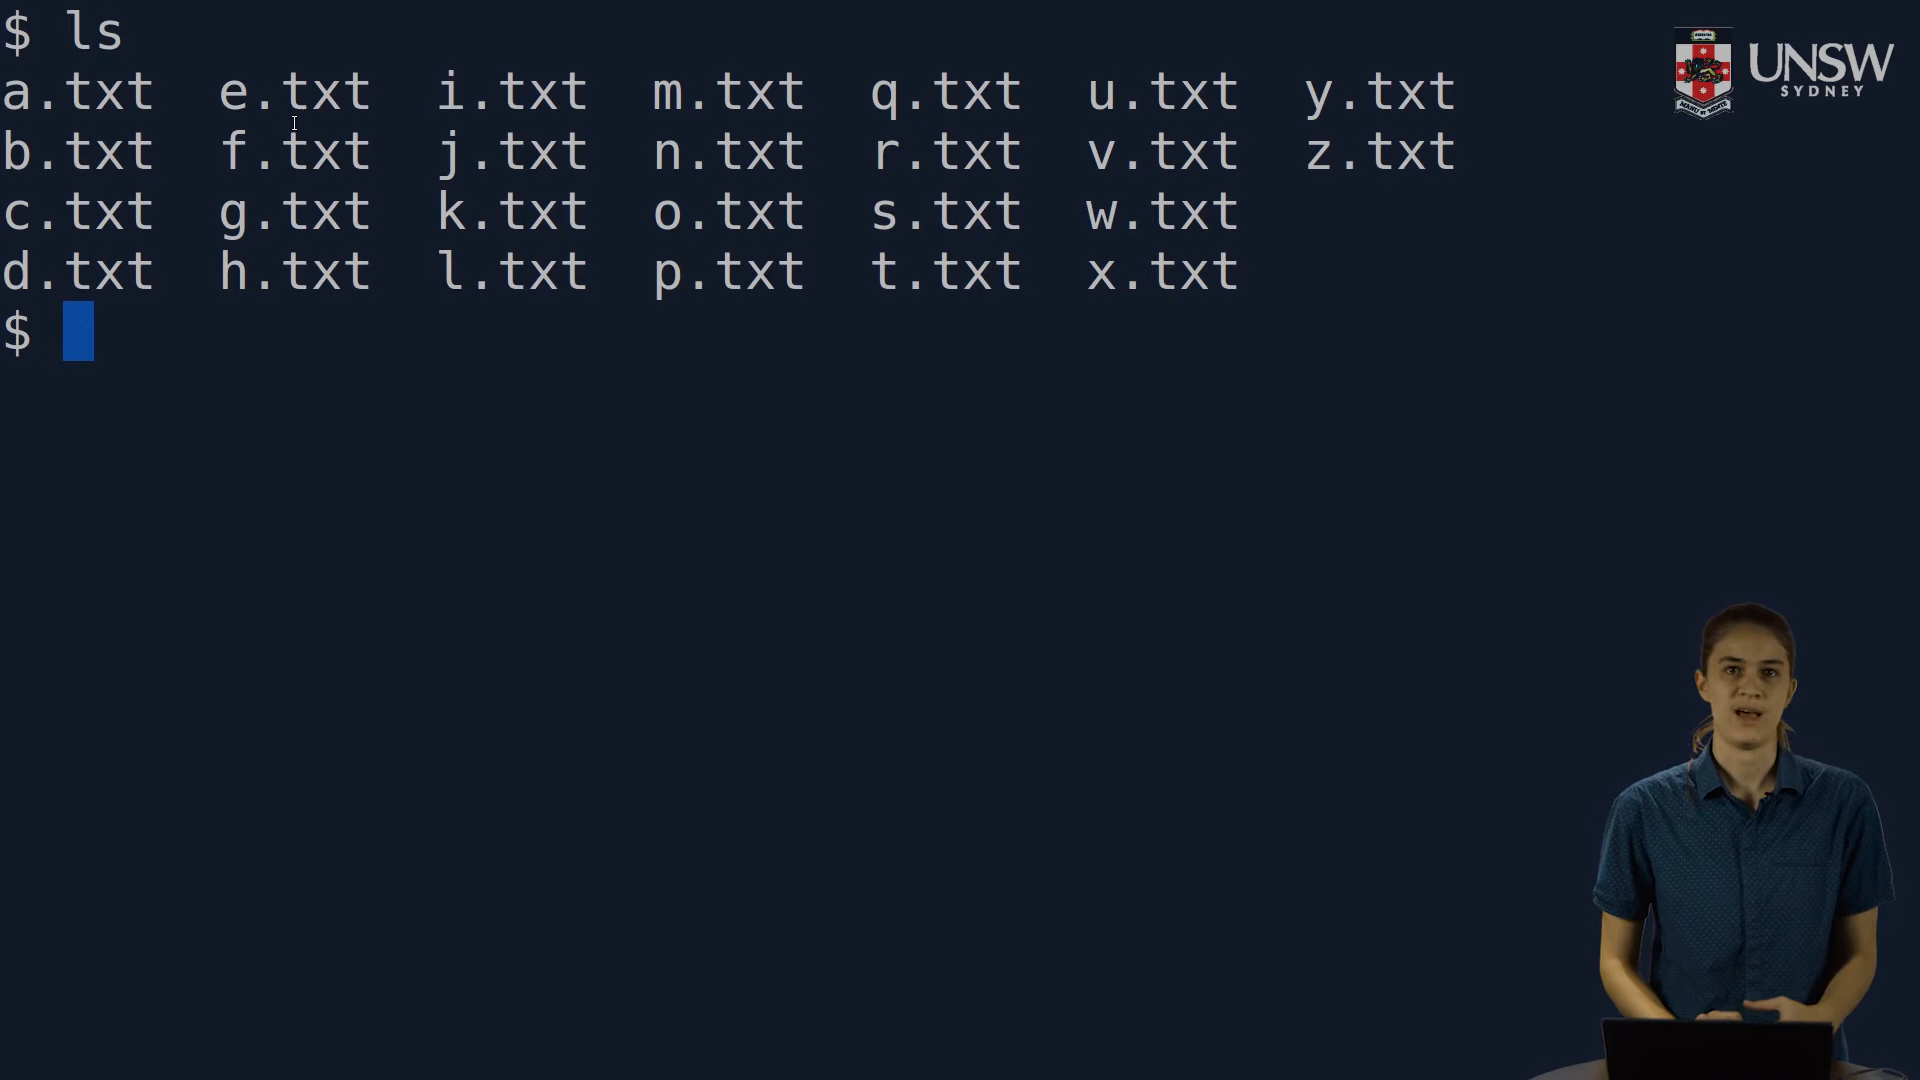 $ ls
a.txt  e.txt  i.txt  m.txt  q.txt  u.txt  y.txt
b.txt  f.txt  j.txt  n.txt  r.txt  v.txt  z.txt
c.txt  g.txt  k.txt  o.txt  s.txt  w.txt
d.txt  h.txt  l.txt  p.txt  t.txt  x.txt
$
UNSW
SYDNEY